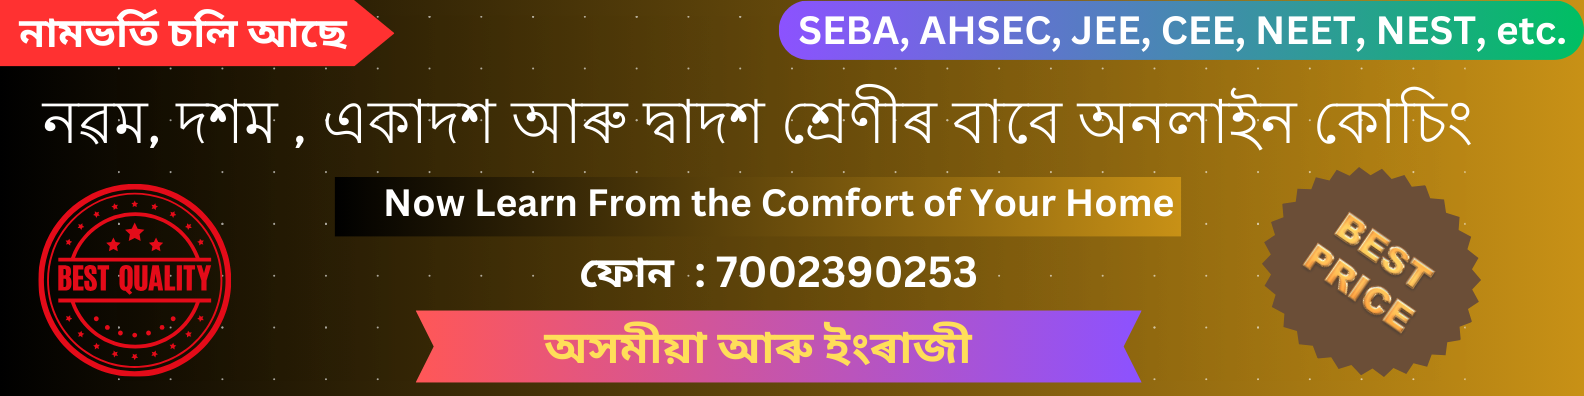 নামভৰ্তি চলি আছে
SEBA, AHSEC, JEE, CEE, NEET, NEST, etc.
নৱম, দশম , একাদশ আৰু দ্বাদশ শ্ৰেণীৰ বাবে অনলাইন কোচিং
Now Learn From the Comfort of Your Home
BEST QUALITY
BEST
PRICE
ফোন : 7002390253
অসমীয়া আৰু ইংৰাজী